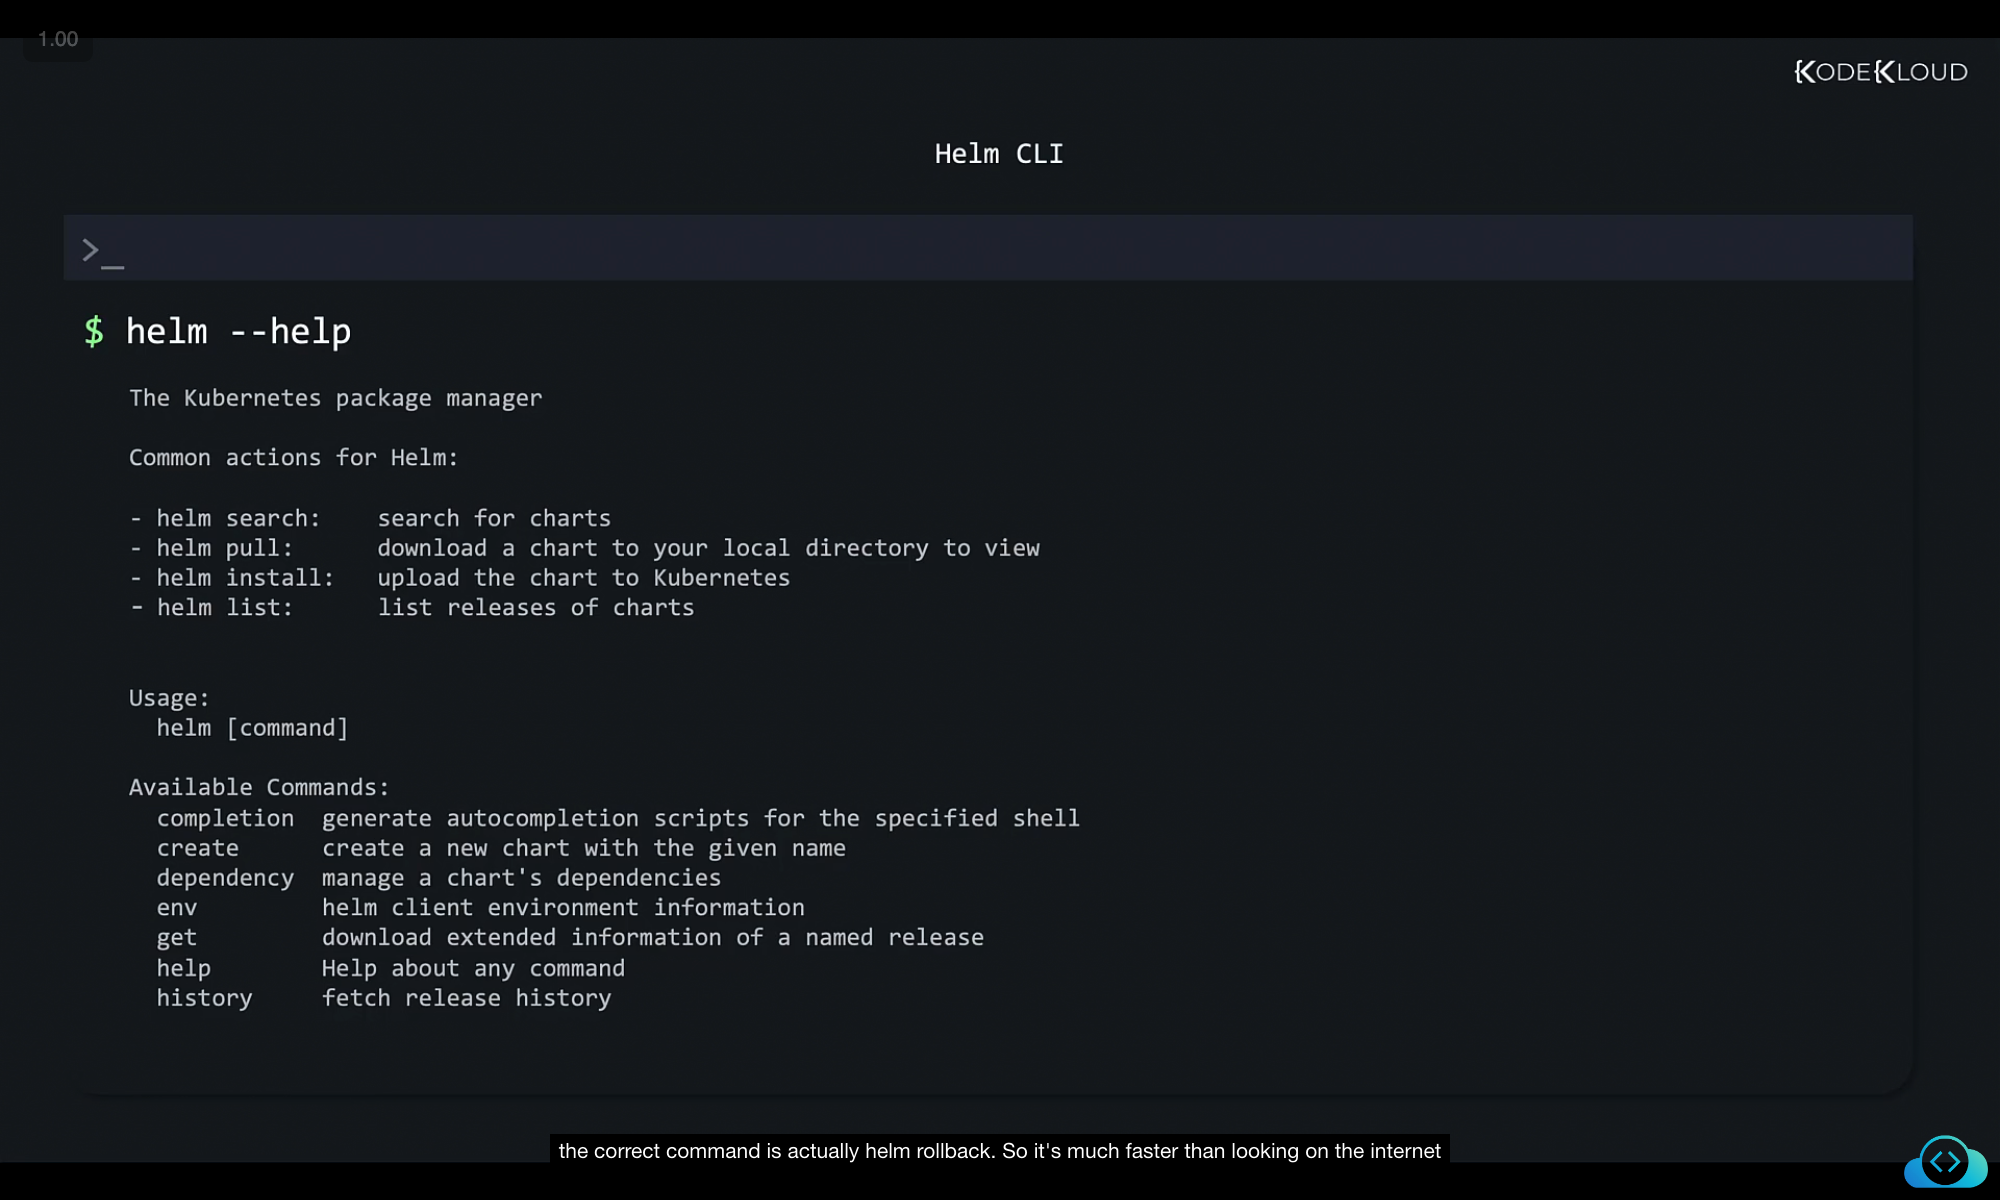 1.00
KODEKLOUD
Helm CLI
>_
$ helm --help
The Kubernetes package manager
Common actions for Helm:
- helm search:    search for charts
- helm pull:      download a chart to your local directory to view
- helm install:   upload the chart to Kubernetes
- helm list:      list releases of charts
Usage:
helm [command]
Available Commands:
completion  generate autocompletion scripts for the specified shell
create      create a new chart with the given name
dependency  manage a chart's dependencies
env         helm client environment information
get         download extended information of a named release
help        Help about any command
history     fetch release history
the correct command is actually helm rollback. So it's much faster than looking on the internet